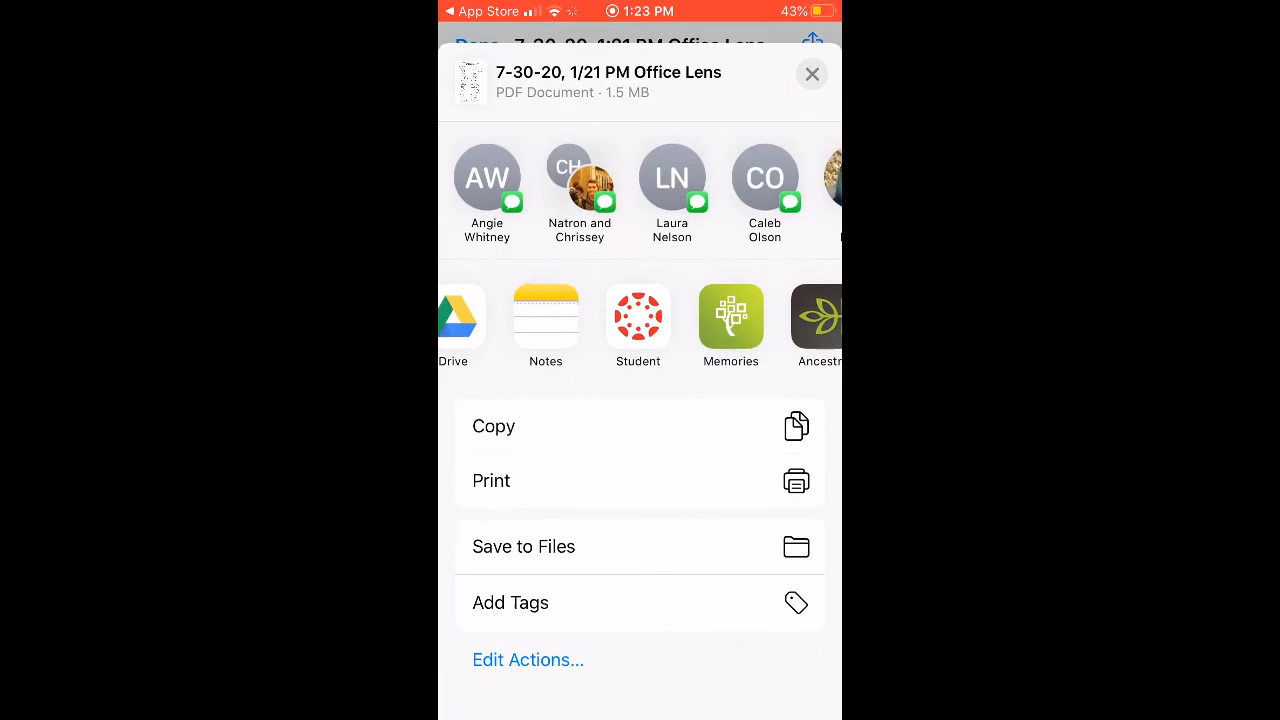 App Store 1:23 PM 43%
7-30-20, 1/21 PM Office Lens
PDF Document · 1.5 MB
AW CH LN CO
Angie Whitney
Natron and Chrissey
Laura Nelson
Caleb Olson
Drive Notes Student Memories
Copy
Print
Save to Files
Add Tags
Edit Actions...